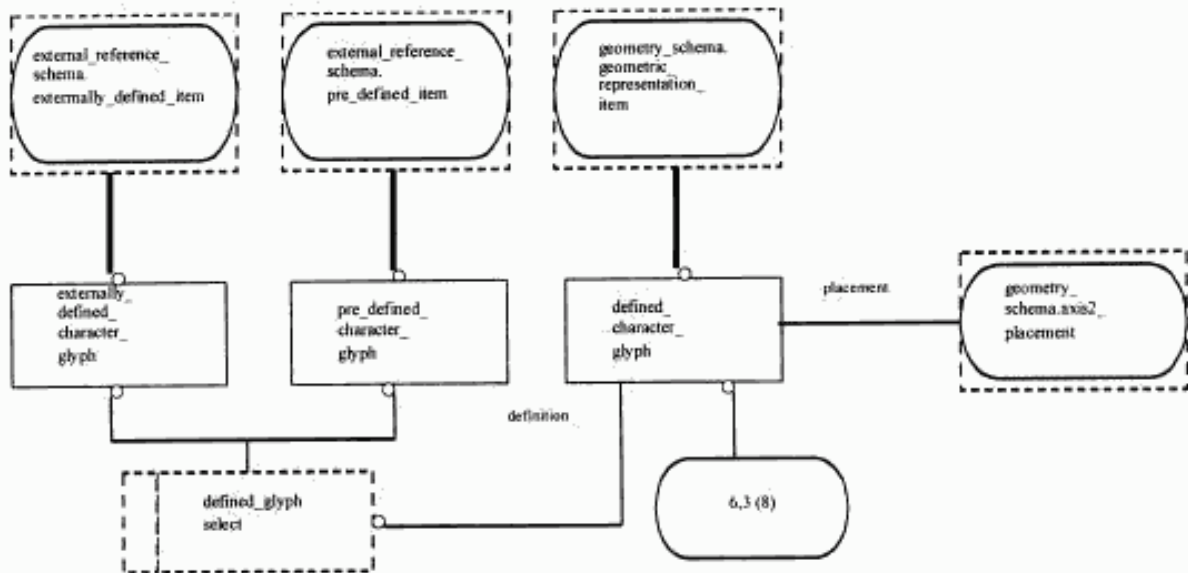 external_reference_
schema.
extermally_defined_item
external_reference_
schema.
pre_defined_item
geometry_schema.
geometric_
representation_
item
externally_
defined_
character_
glyph
pre_defined_
character_
glyph
defined_
character_
glyph
placement
geometry_
schema.axis2_
placement
definition
defined_glyph
select
6,3 (8)